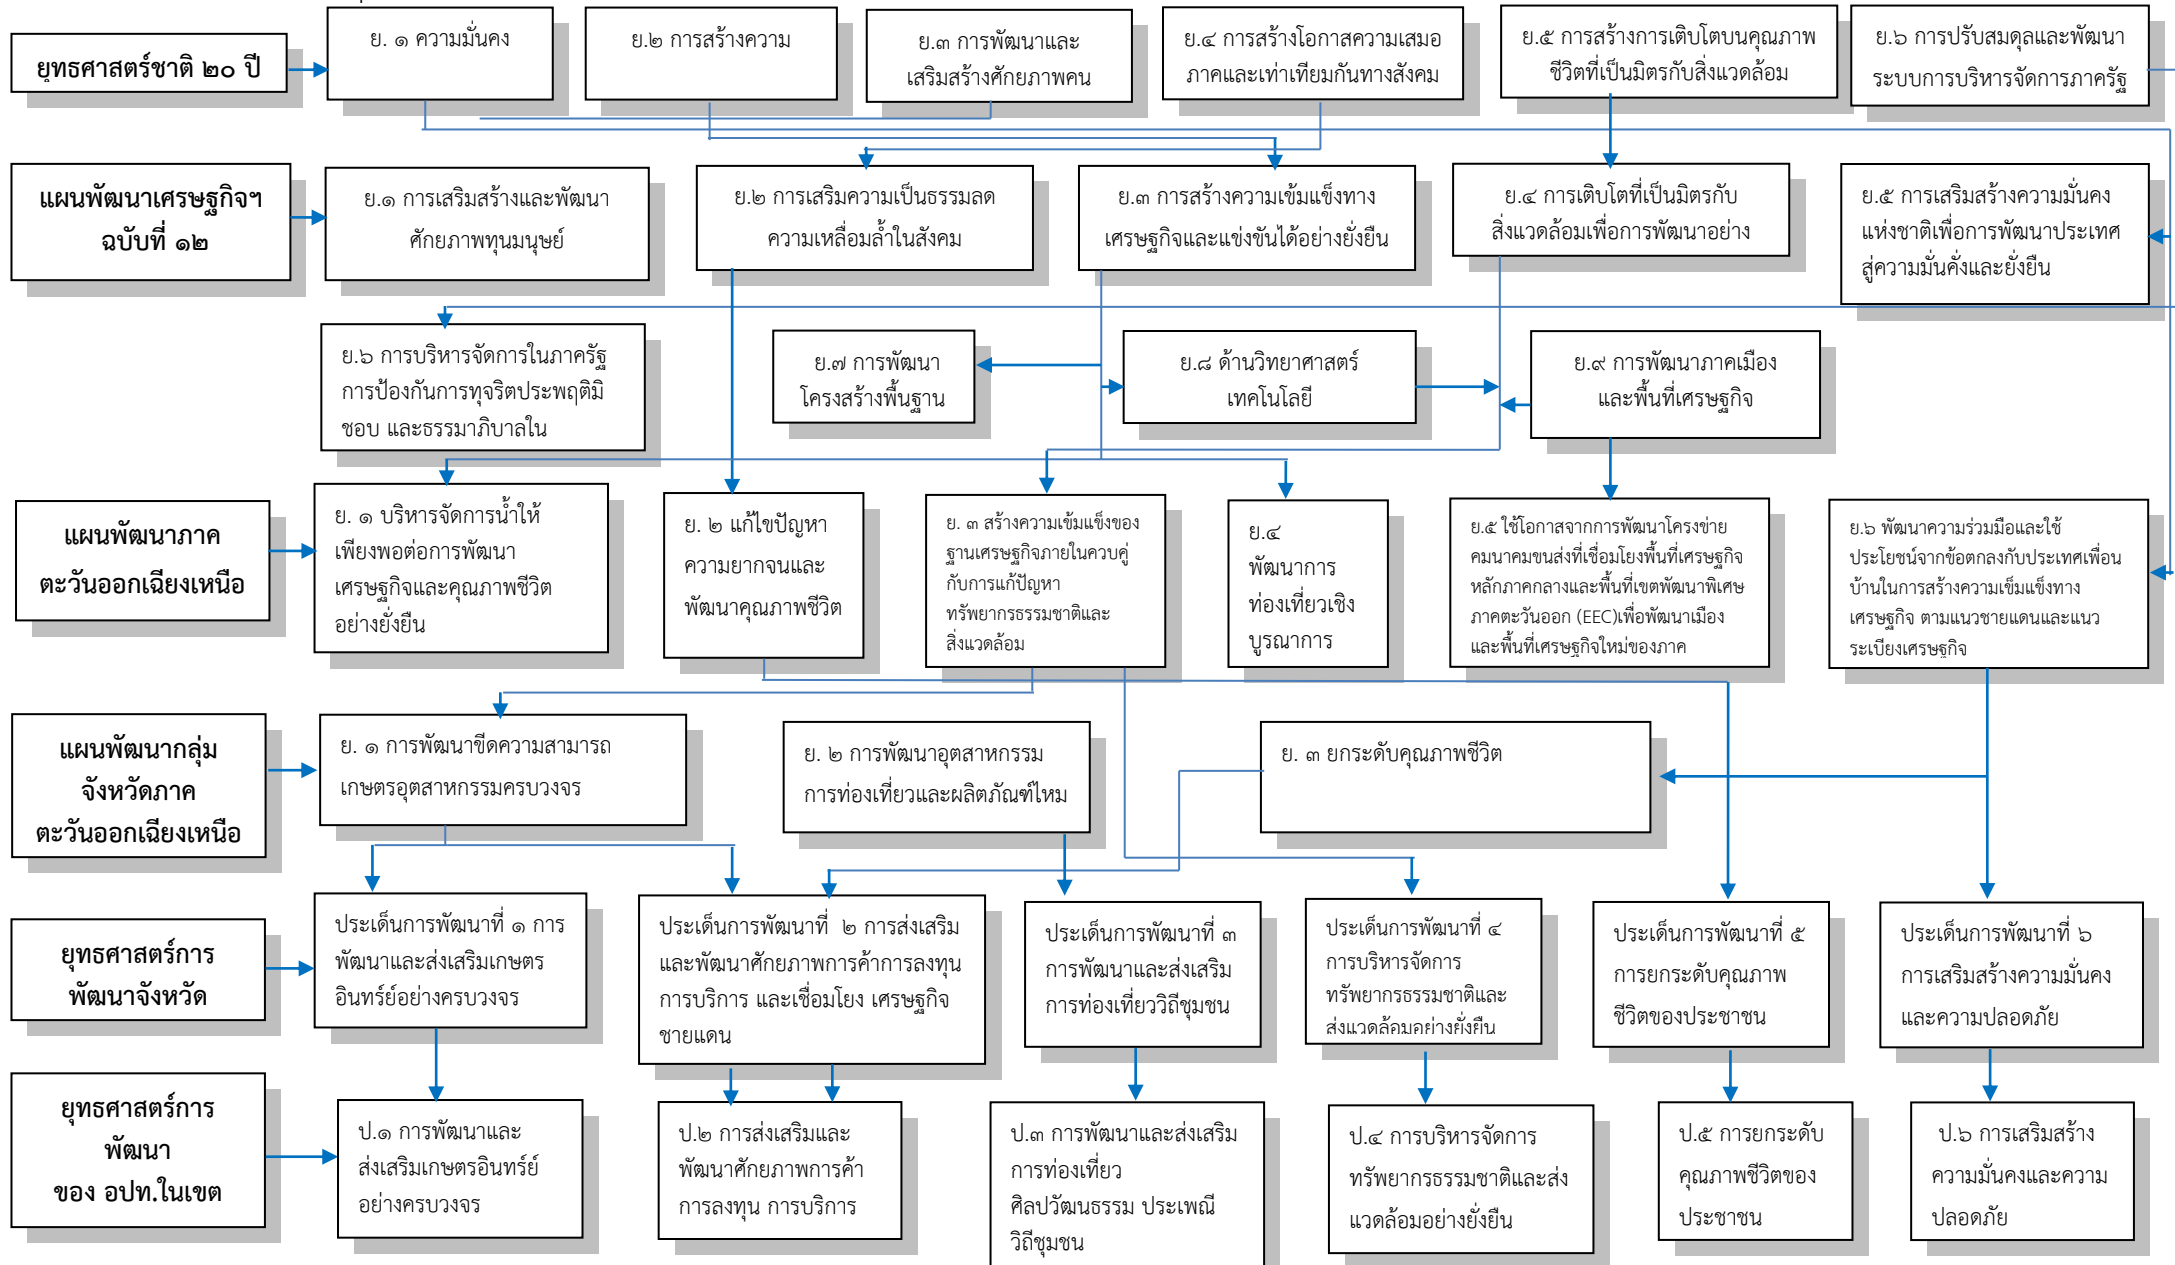 ยุทธศาสตร์ชาติ ๒๐ ปี
ย. ๑ ความมั่นคง
ย.๒ การสร้างความ
ย.๓ การพัฒนาและ
เสริมสร้างศักยภาพคน
ย.๔ การสร้างโอกาสความเสมอ
ภาคและเท่าเทียมกันทางสังคม
ย.๕ การสร้างการเติบโตบนคุณภาพ
ชีวิตที่เป็นมิตรกับสิ่งแวดล้อม
ย.๖ การปรับสมดุลและพัฒนา
ระบบการบริหารจัดการภาครัฐ
แผนพัฒนาเศรษฐกิจฯ
ฉบับที่ ๑๒
ย.๑ การเสริมสร้างและพัฒนา
ศักยภาพทุนมนุษย์
ย.๒ การเสริมความเป็นธรรมลด
ความเหลื่อมล้ำในสังคม
ย.๓ การสร้างความเข้มแข็งทาง
เศรษฐกิจและแข่งขันได้อย่างยั่งยืน
ย.๔ การเติบโตที่เป็นมิตรกับ
สิ่งแวดล้อมเพื่อการพัฒนาอย่าง
ย.๕ การเสริมสร้างความมั่นคง
แห่งชาติเพื่อการพัฒนาประเทศ
สู่ความมั่นคั่งและยั่งยืน
ย.๖ การบริหารจัดการในภาครัฐ
การป้องกันการทุจริตประพฤติมิ
ชอบ และธรรมาภิบาลใน
ย.๗ การพัฒนา
โครงสร้างพื้นฐาน
ย.๘ ด้านวิทยาศาสตร์
เทคโนโลยี
ย.๙ การพัฒนาภาคเมือง
และพื้นที่เศรษฐกิจ
แผนพัฒนาภาค
ตะวันออกเฉียงเหนือ
ย. ๑ บริหารจัดการน้ำให้
เพียงพอต่อการพัฒนา
เศรษฐกิจและคุณภาพชีวิต
อย่างยั่งยืน
ย. ๒ แก้ไขปัญหา
ความยากจนและ
พัฒนาคุณภาพชีวิต
ย. ๓ สร้างความเข้มแข็งของ
ฐานเศรษฐกิจภายในควบคู่
กับการแก้ปัญหา
ทรัพยากรธรรมชาติและ
สิ่งแวดล้อม
ย.๔
พัฒนาการ
ท่องเที่ยวเชิง
บูรณาการ
ย.๕ ใช้โอกาสจากการพัฒนาโครงข่าย
คมนาคมขนส่งที่เชื่อมโยงพื้นที่เศรษฐกิจ
หลักภาคกลางและพื้นที่เขตพัฒนาพิเศษ
ภาคตะวันออก (EEC)เพื่อพัฒนาเมือง
และพื้นที่เศรษฐกิจใหม่ของภาค
ย.๖ พัฒนาความร่วมมือและใช้
ประโยชน์จากข้อตกลงกับประเทศเพื่อน
บ้านในการสร้างความเข็มแข็งทาง
เศรษฐกิจ ตามแนวชายแดนและแนว
ระเบียงเศรษฐกิจ
แผนพัฒนากลุ่ม
จังหวัดภาค
ตะวันออกเฉียงเหนือ
ย. ๑ การพัฒนาขีดความสามารถ
เกษตรอุตสาหกรรมครบวงจร
ย. ๒ การพัฒนาอุตสาหกรรม
การท่องเที่ยวและผลิตภัณฑ์ไหม
ย. ๓ ยกระดับคุณภาพชีวิต
ยุทธศาสตร์การ
พัฒนาจังหวัด
ประเด็นการพัฒนาที่ ๑ การ
พัฒนาและส่งเสริมเกษตร
อินทรีย์อย่างครบวงจร
ประเด็นการพัฒนาที่  ๒ การส่งเสริม
และพัฒนาศักยภาพการค้าการลงทุน
การบริการ และเชื่อมโยง เศรษฐกิจ
ชายแดน
ประเด็นการพัฒนาที่ ๓
การพัฒนาและส่งเสริม
การท่องเที่ยววิถีชุมชน
ประเด็นการพัฒนาที่ ๔
การบริหารจัดการ
ทรัพยากรธรรมชาติและ
ส่งแวดล้อมอย่างยั่งยืน
ประเด็นการพัฒนาที่ ๕
การยกระดับคุณภาพ
ชีวิตของประชาชน
ประเด็นการพัฒนาที่ ๖
การเสริมสร้างความมั่นคง
และความปลอดภัย
ยุทธศาสตร์การ
พัฒนา
ของ อปท.ในเขต
ป.๑ การพัฒนาและ
ส่งเสริมเกษตรอินทรีย์
อย่างครบวงจร
ป.๒ การส่งเสริมและ
พัฒนาศักยภาพการค้า
การลงทุน การบริการ
ป.๓ การพัฒนาและส่งเสริม
การท่องเที่ยว
ศิลปวัฒนธรรม ประเพณี
วิถีชุมชน
ป.๔ การบริหารจัดการ
ทรัพยากรธรรมชาติและส่ง
แวดล้อมอย่างยั่งยืน
ป.๕ การยกระดับ
คุณภาพชีวิตของ
ประชาชน
ป.๖ การเสริมสร้าง
ความมั่นคงและความ
ปลอดภัย